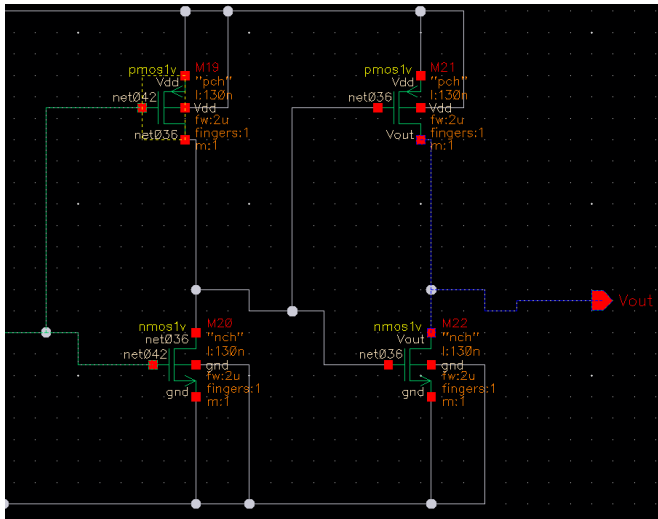 M19
pmos1v
"pch"
Vdd
l:130n
net042
Vdd
fw:2u
net036
fingers:1
m:1
M21
pmos1v
"pch"
Vdd
l:130n
net036
Vdd
fw:2u
Vout
fingers:1
m:1
Vout
M20
nmos1v
net036
"nch"
net042
l:130n
gnd
fw:2u
gnd
fingers:1
m:1
M22
nmos1v
Vout
"nch"
net036
l:130n
gnd
fw:2u
gnd
fingers:1
m:1